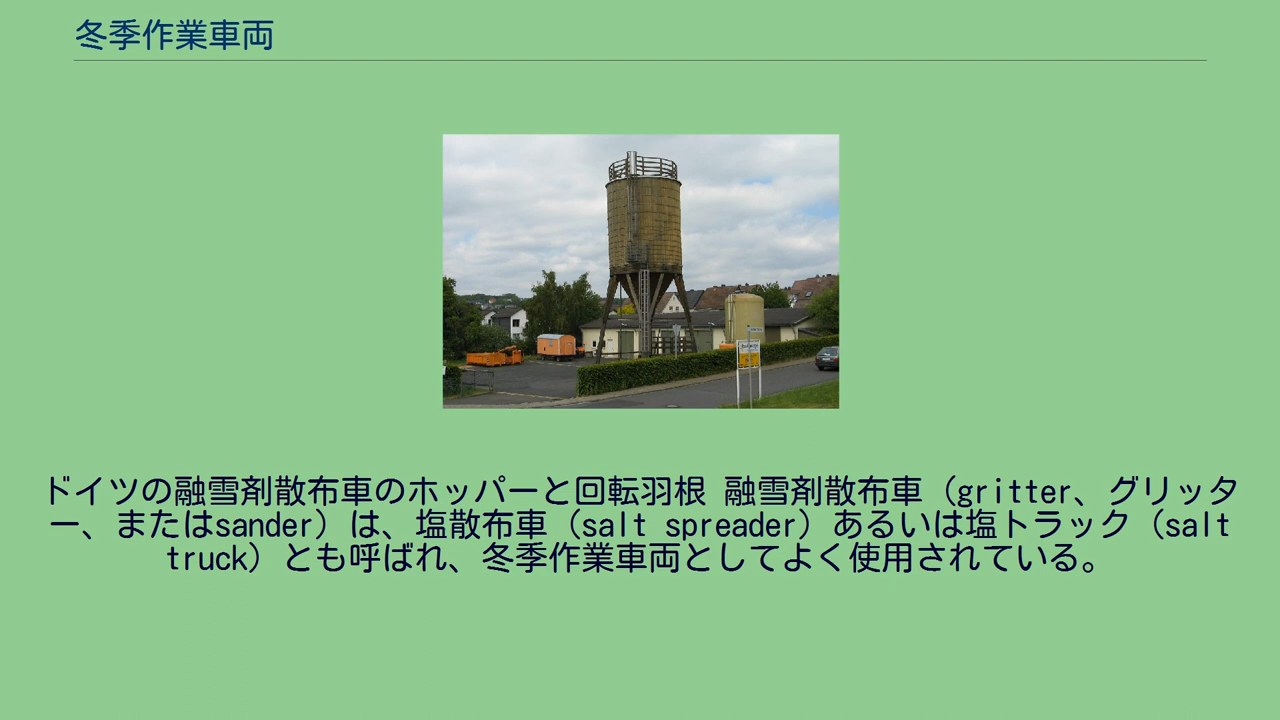 冬季作業車両
ドイツの融雪剤散布車のホッパーと回転羽根 融雪剤散布車（gritter、グリッタ
ー、またはsander）は、塩散布車（salt spreader）あるいは塩トラック（salt
truck）とも呼ばれ、冬季作業車両としてよく使用されている。